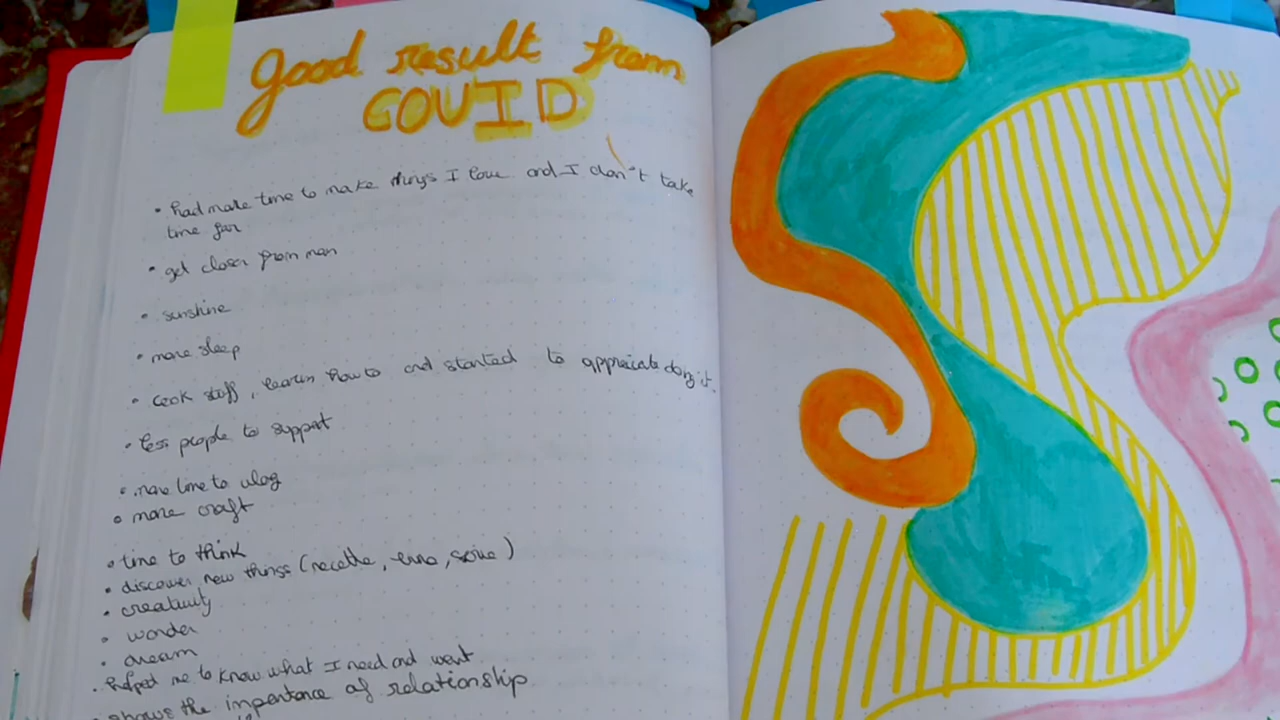 good result from
COVID
• had more time to make things I love and I don't take
time for
• get closer from mon
• sunshine
• more sleep
• cook stuff, learn how to and started to appreicate doing it.
• less people to support
• more time to vlog
• more craft
• time to think
• discover new things (recette,
• creativity
• wonder
• dream
• helped me to know what I need and want
• shows the importance of relationship